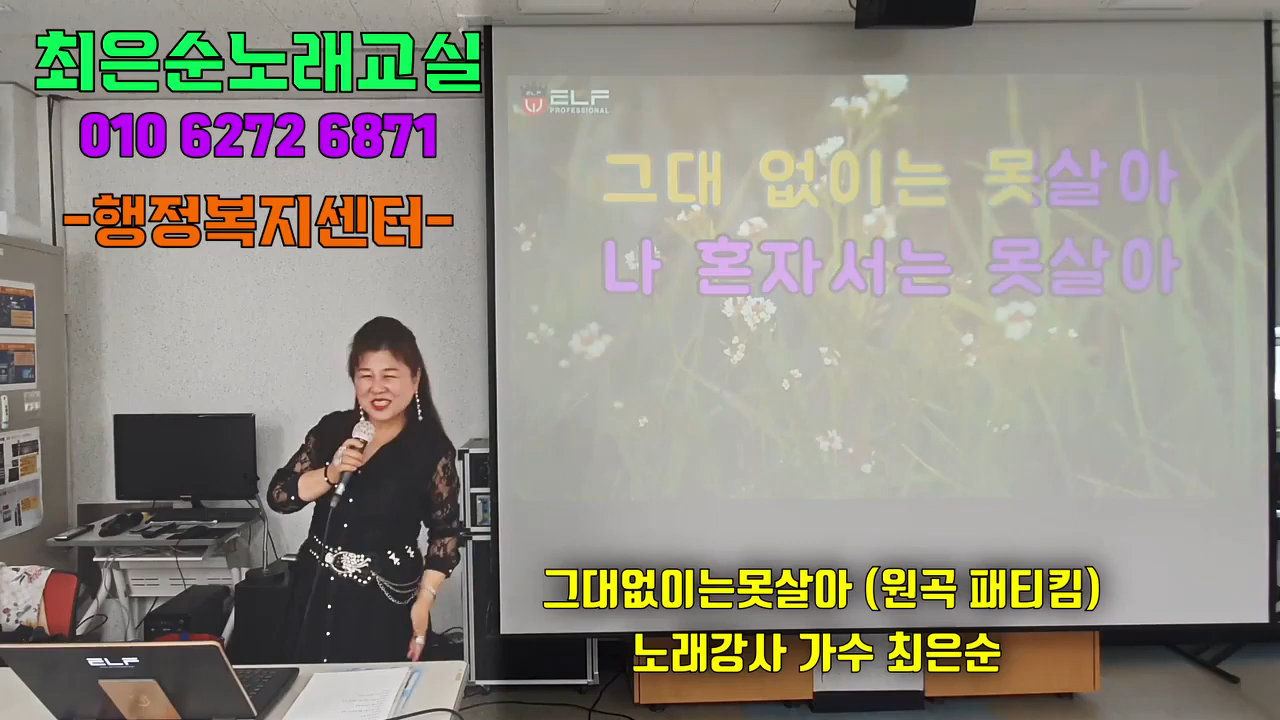 최은순노래교실
010 6272 6871
-행정복지센터-
ELF
PROFESSIONAL
그대 없이는 못살아
나 혼자서는 못살아
그대없이는못살아 (원곡 패티킴)
노래강사 가수 최은순
ELF